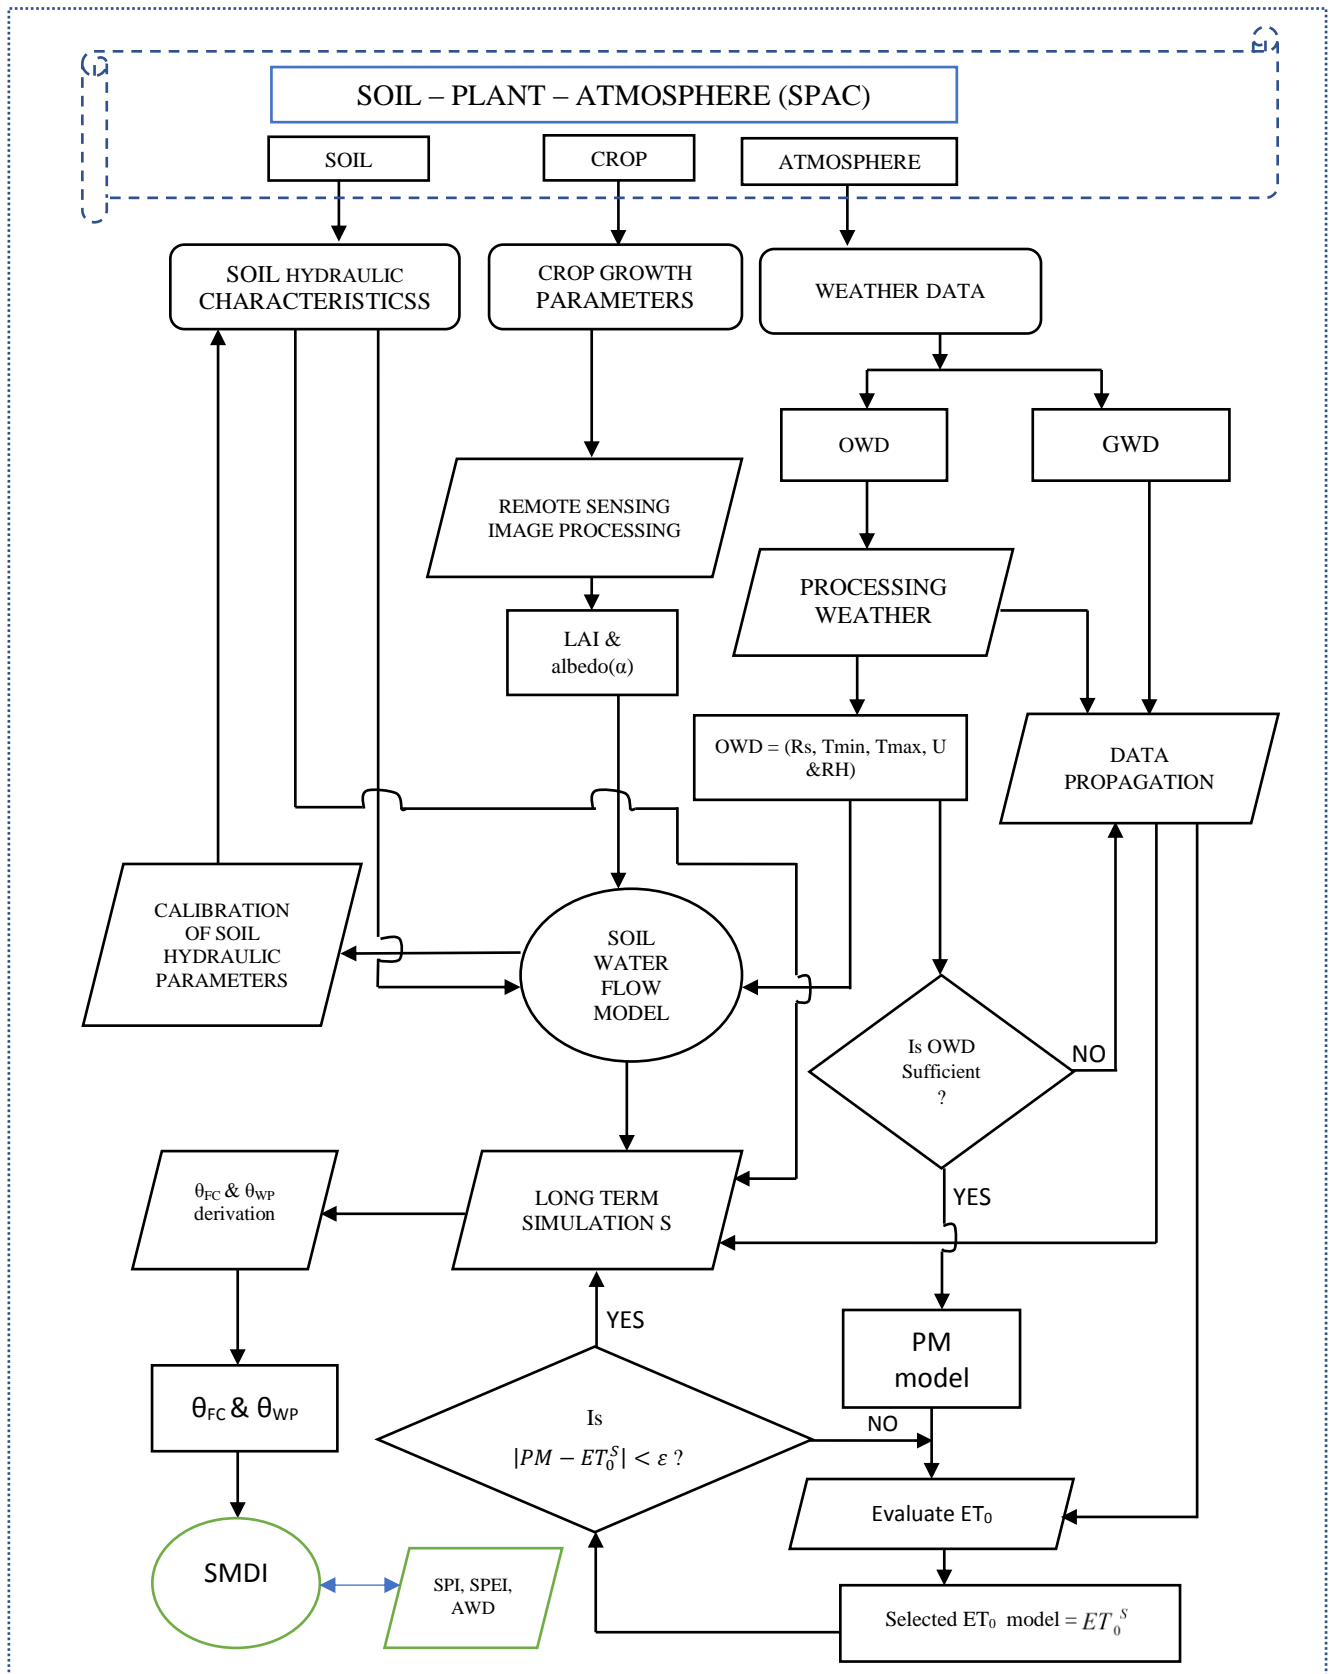 SOIL – PLANT – ATMOSPHERE (SPAC)
SOIL
CROP
ATMOSPHERE
SOIL HYDRAULIC
CHARACTERISTICSS
CROP GROWTH
PARAMETERS
WEATHER DATA
OWD
GWD
REMOTE SENSING
IMAGE PROCESSING
PROCESSING
WEATHER
LAI &
albedo(α)
OWD = (Rs, Tmin, Tmax, U
&RH)
DATA
PROPAGATION
CALIBRATION
OF SOIL
HYDRAULIC
PARAMETERS
SOIL
WATER
FLOW
MODEL
Is OWD
Sufficient
?
NO
YES
θFC & θWP
derivation
LONG TERM
SIMULATION S
YES
PM
model
θFC & θWP
Is
|PM − ET₀ˢ| < ε ?
NO
Evaluate ET₀
SMDI
SPI, SPEI,
AWD
Selected ET₀ model = ET₀ˢ